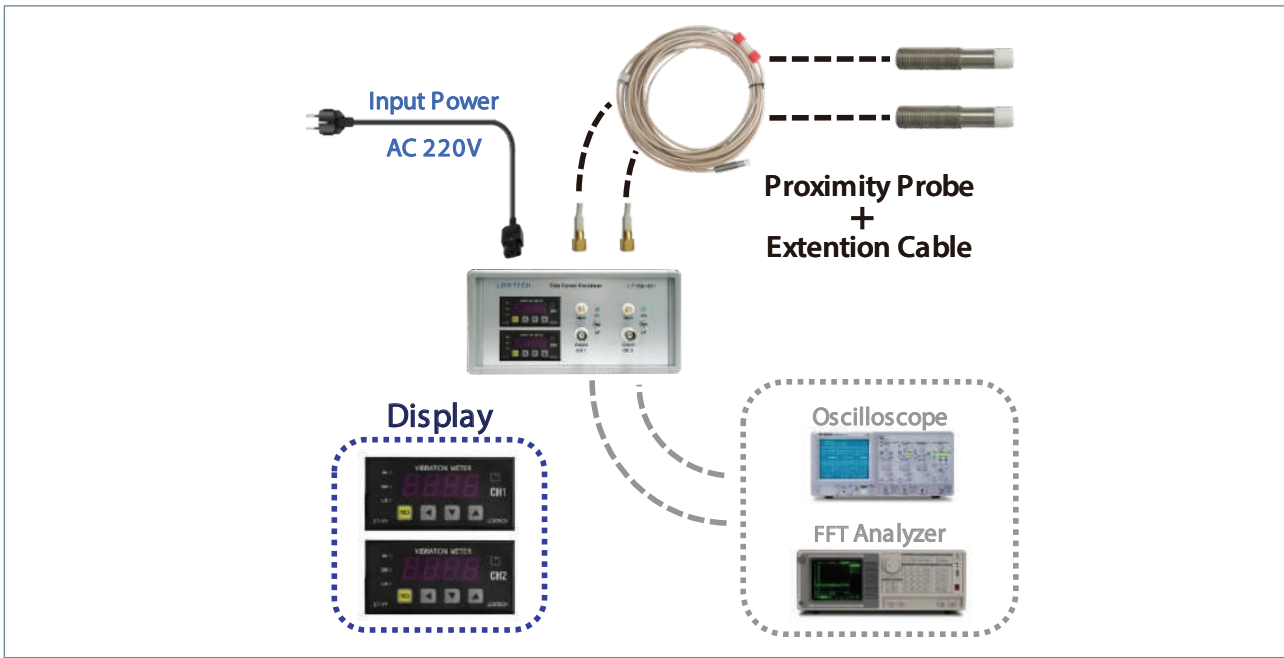 Input Power
AC 220V
Proximity Probe
+
Extention Cable
Display
VIBRATION METER
CH1
VIBRATION METER
CH2
Oscilloscope
FFT Analyzer